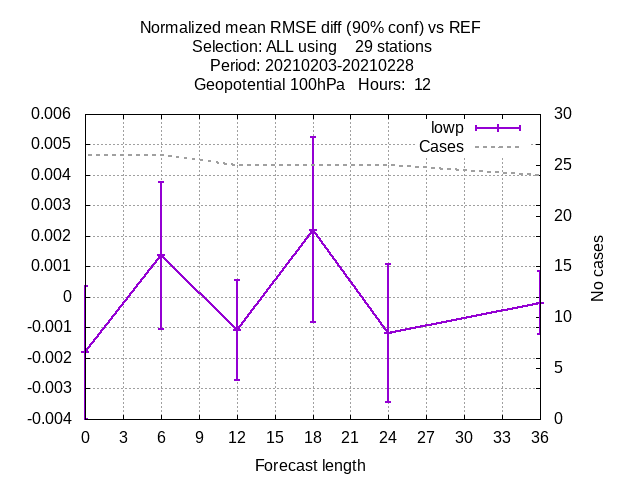 Normalized mean RMSE diff (90% conf) vs REF
Selection: ALL using 29 stations
Period: 20210203-20210228
Geopotential 100hPa Hours: 12
0.006
0.005
0.004
0.003
0.002
0.001
0
-0.001
-0.002
-0.003
-0.004
lowp
Cases
30
25
20
15
10
5
0
No cases
0 3 6 9 12 15 18 21 24 27 30 33 36
Forecast length